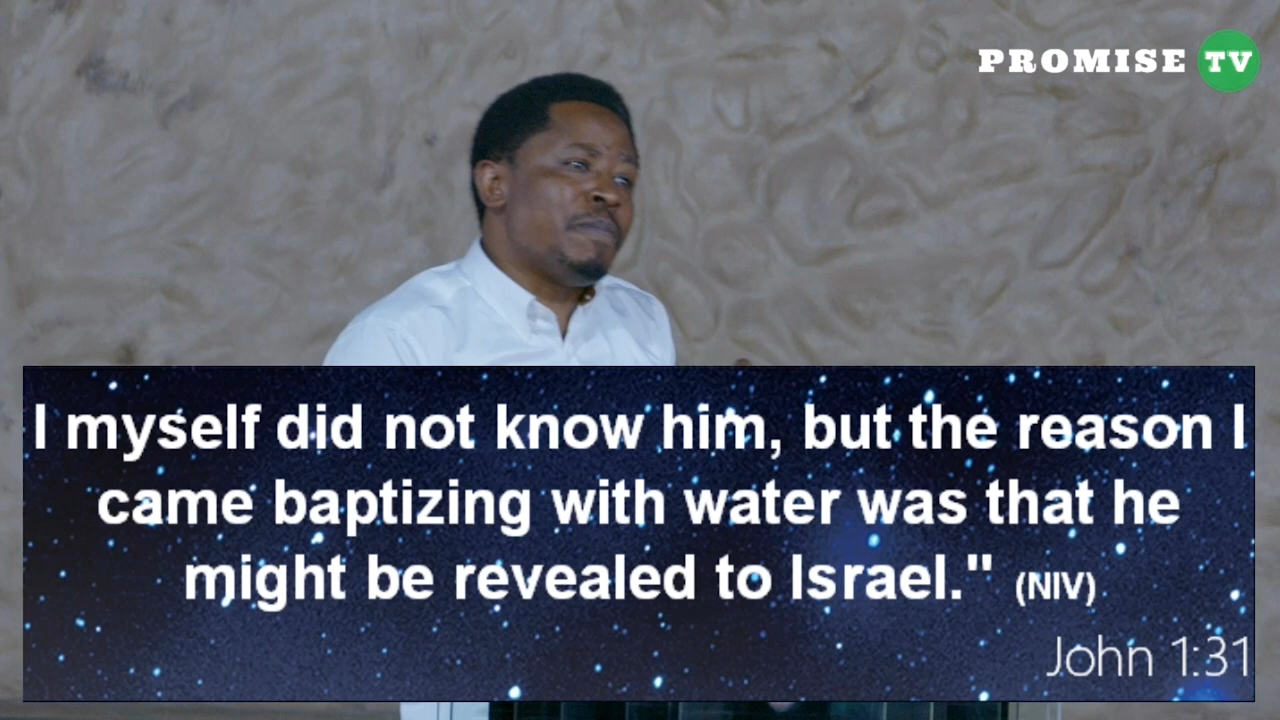 PROMISE TV
I myself did not know him, but the reason I
came baptizing with water was that he
might be revealed to Israel." (NIV)
John 1:31